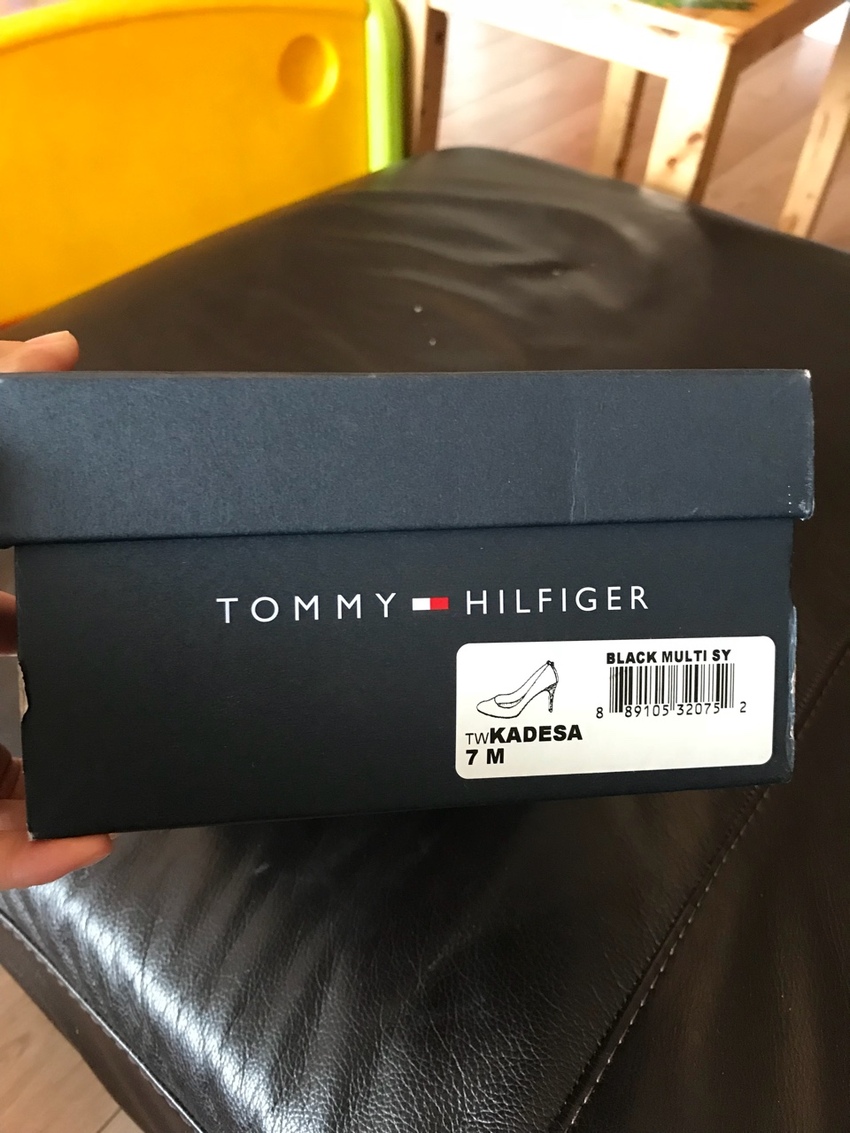 TOMMY HILFIGER
BLACK MULTI SY
8 89105 32075 2
TWKADESA
7 M